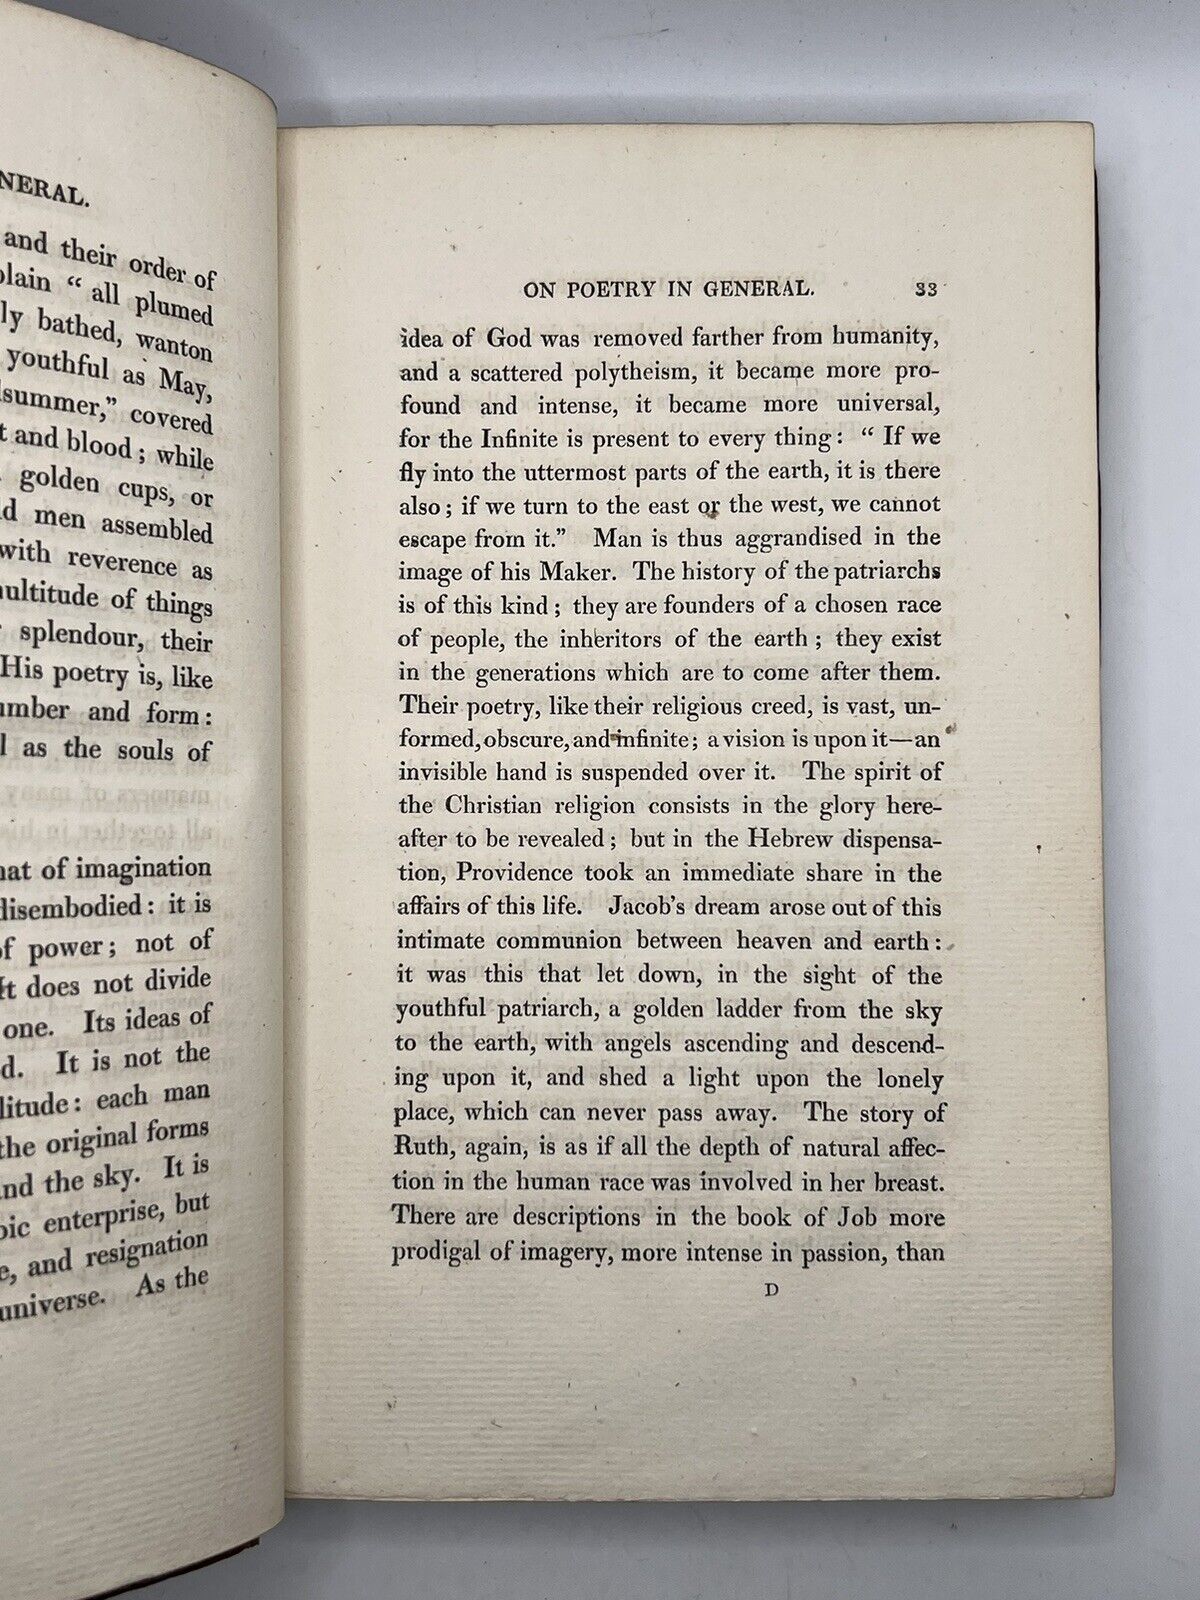 NERAL.
and their order of
plain “ all plumed
ly bathed, wanton
youthful as May,
dsummer,” covered
t and blood ; while
golden cups, or
ld men assembled
with reverence as
nultitude of things
splendour, their
His poetry is, like
umber and form :
l as the souls of
hat of imagination
disembodied : it is
of power ; not of
It does not divide
one. Its ideas of
d. It is not the
litude : each man
the original forms
and the sky. It is
oic enterprise, but
e, and resignation
universe. As the
ON POETRY IN GENERAL. 33
idea of God was removed farther from humanity,
and a scattered polytheism, it became more pro-
found and intense, it became more universal,
for the Infinite is present to every thing : “ If we
fly into the uttermost parts of the earth, it is there
also ; if we turn to the east or the west, we cannot
escape from it.” Man is thus aggrandised in the
image of his Maker. The history of the patriarchs
is of this kind ; they are founders of a chosen race
of people, the inheritors of the earth ; they exist
in the generations which are to come after them.
Their poetry, like their religious creed, is vast, un-
formed, obscure, and infinite ; a vision is upon it—an
invisible hand is suspended over it. The spirit of
the Christian religion consists in the glory here-
after to be revealed ; but in the Hebrew dispensa-
tion, Providence took an immediate share in the
affairs of this life. Jacob’s dream arose out of this
intimate communion between heaven and earth :
it was this that let down, in the sight of the
youthful patriarch, a golden ladder from the sky
to the earth, with angels ascending and descend-
ing upon it, and shed a light upon the lonely
place, which can never pass away. The story of
Ruth, again, is as if all the depth of natural affec-
tion in the human race was involved in her breast.
There are descriptions in the book of Job more
prodigal of imagery, more intense in passion, than
D